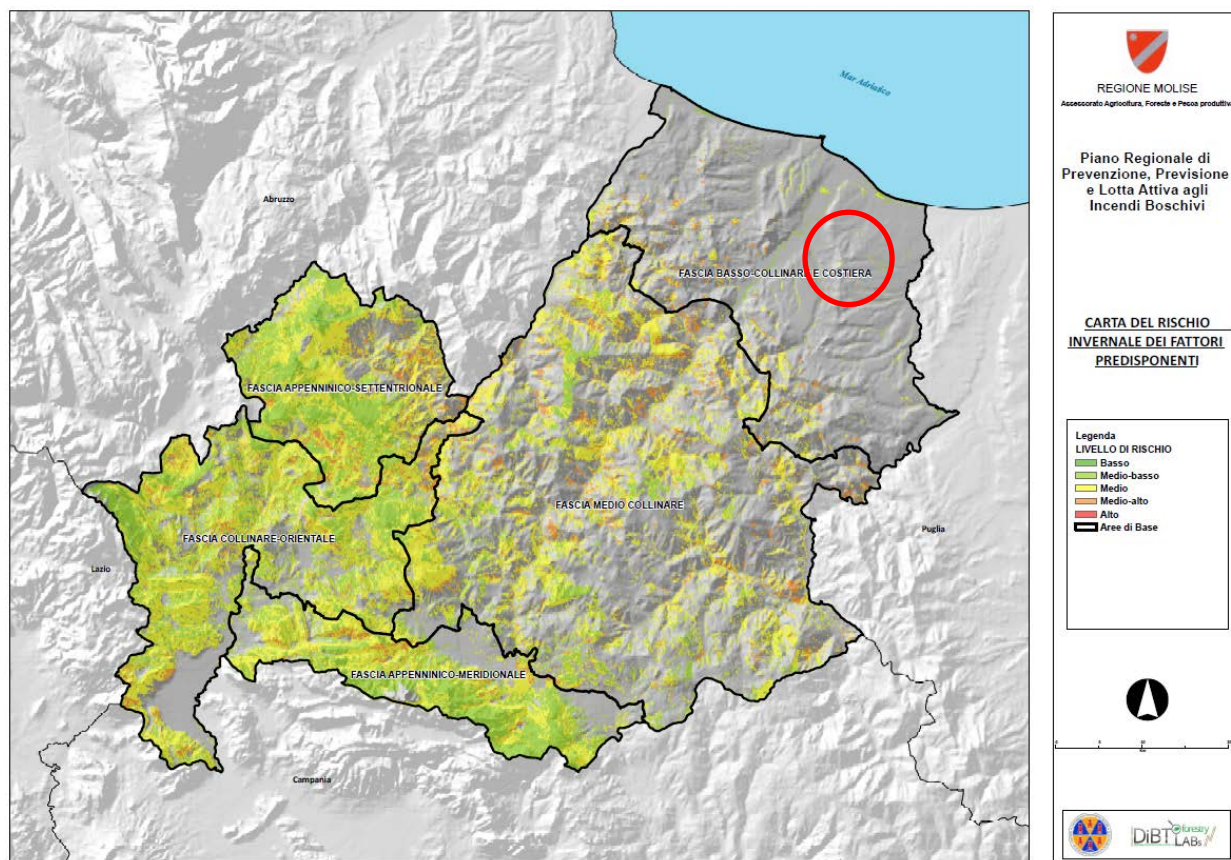 Mar Adriatico
Abruzzo
FASCIA BASSO-COLLINARE E COSTIERA
FASCIA APPENNINICO-SETTENTRIONALE
FASCIA MEDIO COLLINARE
Puglia
FASCIA COLLINARE-ORIENTALE
Lazio
FASCIA APPENNINICO-MERIDIONALE
Campania
REGIONE MOLISE
Assessorato Agricoltura, Foreste e Pesca produttiva
Piano Regionale di
Prevenzione, Previsione
e Lotta Attiva agli
Incendi Boschivi
CARTA DEL RISCHIO
INVERNALE DEI FATTORI
PREDISPONENTI
Legenda
LIVELLO DI RISCHIO
Basso
Medio-basso
Medio
Medio-alto
Alto
Aree di Base
DiBT forestry
LABs